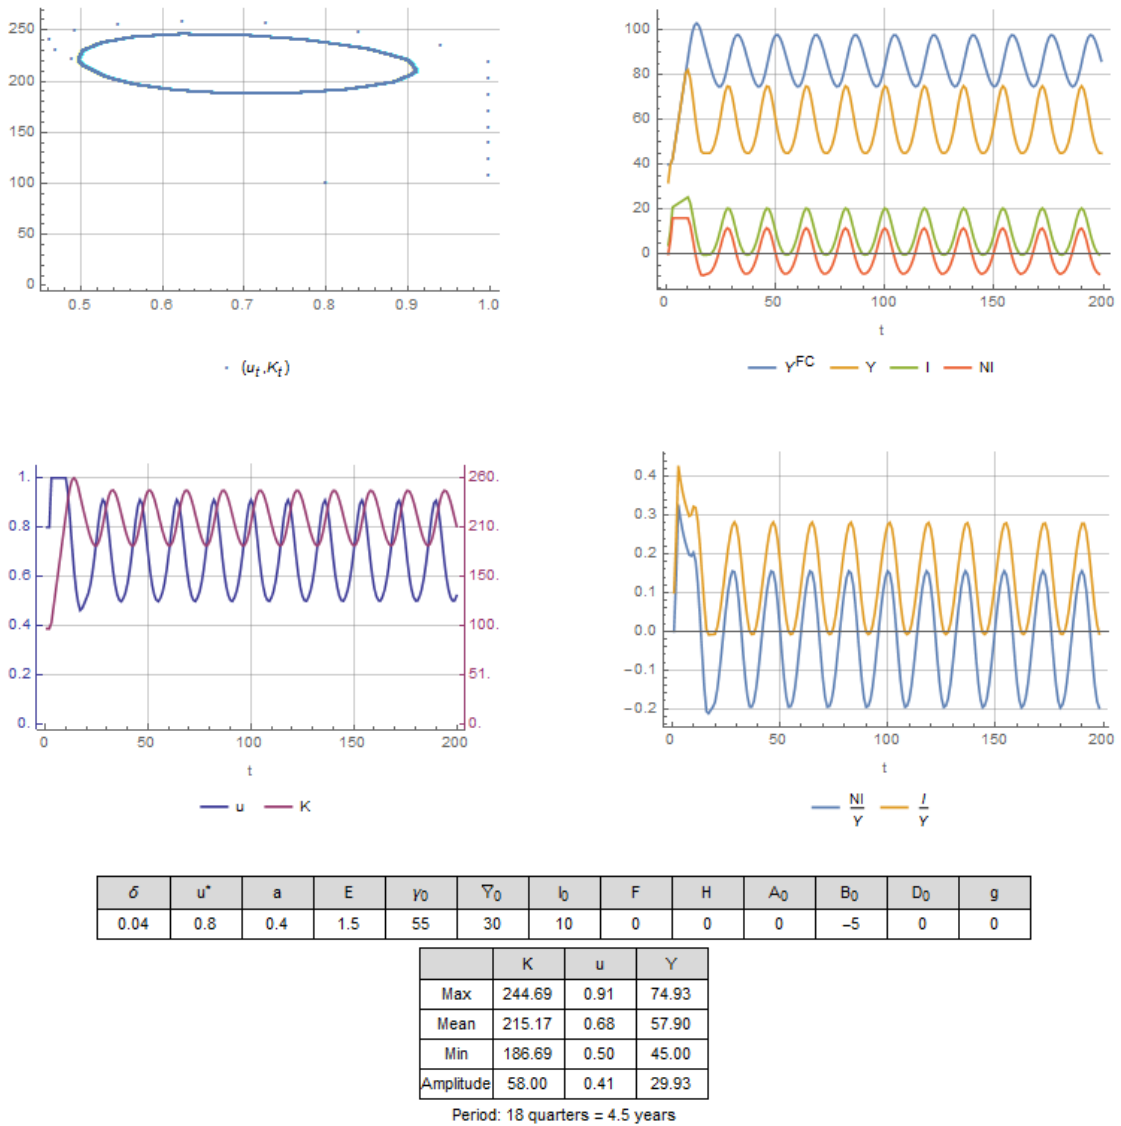 250
200
150
100
50
0
0.5 0.6 0.7 0.8 0.9 1.0
(u_t,K_t)
100
80
60
40
20
0
0 50 100 150 200
t
Y^FC Y I NI
1.
0.8
0.6
0.4
0.2
0.
260.
210.
150.
100.
51.
0.
0 50 100 150 200
t
u K
0.4
0.3
0.2
0.1
0.0
-0.1
-0.2
0 50 100 150 200
t
NI/Y I/Y
δ u* a E γ₀ Ȳ₀ I₀ F H A₀ B₀ D₀ g
0.04 0.8 0.4 1.5 55 30 10 0 0 0 -5 0 0
K u Y
Max 244.69 0.91 74.93
Mean 215.17 0.68 57.90
Min 186.69 0.50 45.00
Amplitude 58.00 0.41 29.93
Period: 18 quarters = 4.5 years